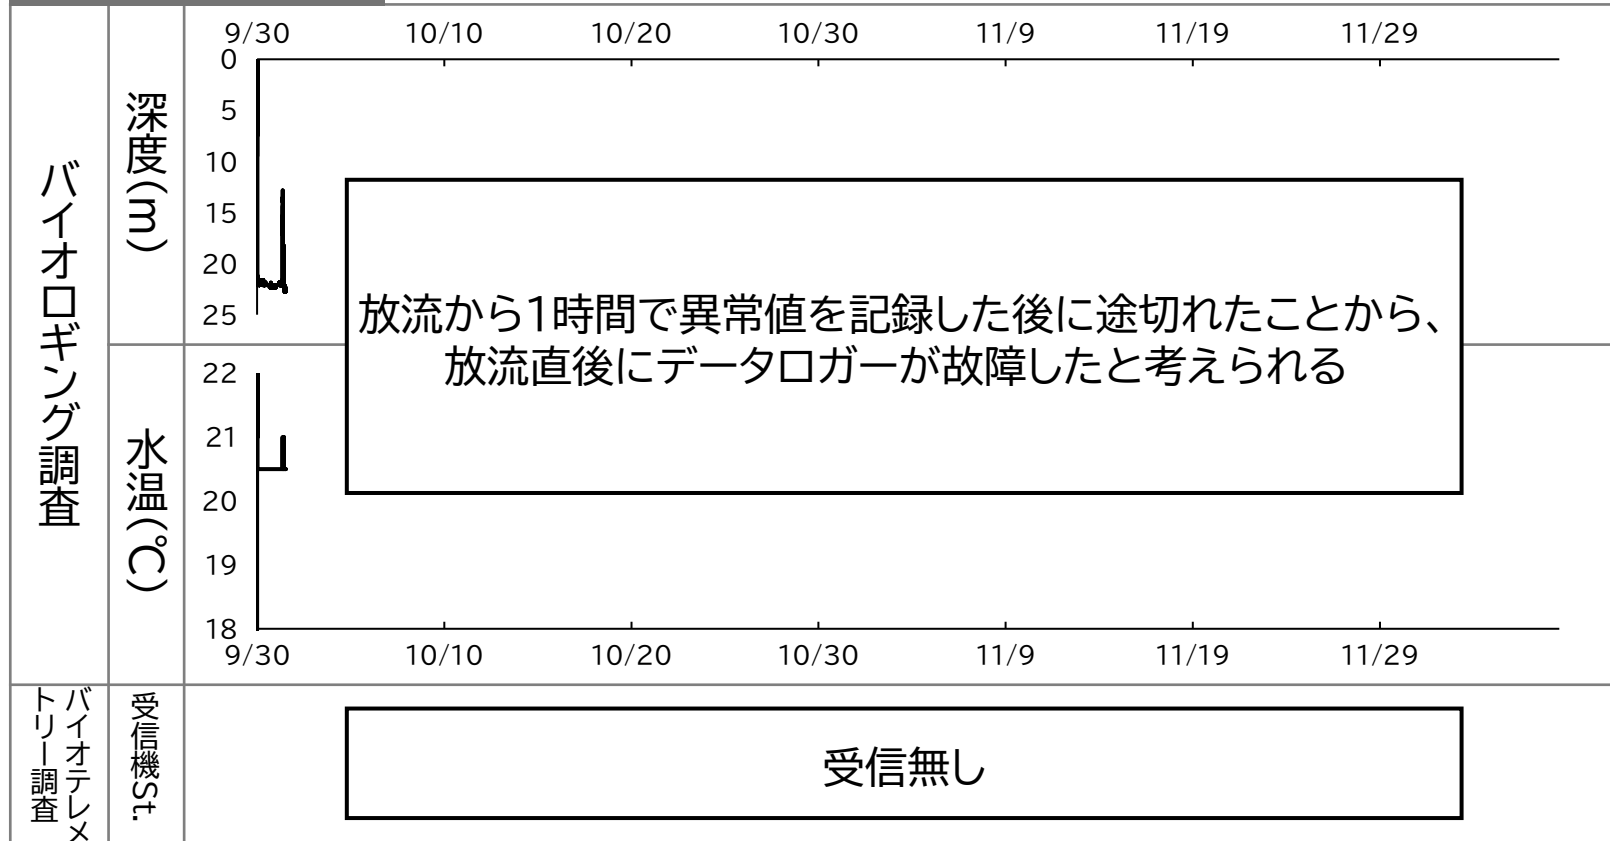 バイオロギング調査
深度(m)
9/30 10/10 10/20 10/30 11/9 11/19 11/29
0
5
10
15
20
25
放流から1時間で異常値を記録した後に途切れたことから、
放流直後にデータロガーが故障したと考えられる
水温(℃)
22
21
20
19
18
9/30 10/10 10/20 10/30 11/9 11/19 11/29
バイオテレメ
トリー調査
受信機St.
受信無し